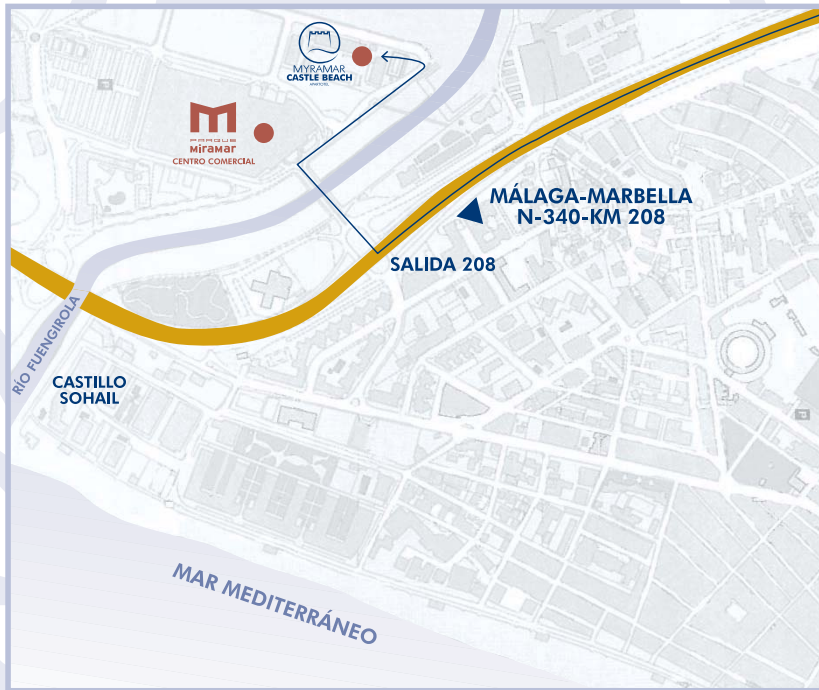 MYRAMAR
CASTLE BEACH
APARTOTEL
P
M
PARQUE
Miramar
CENTRO COMERCIAL
MÁLAGA-MARBELLA
N-340-KM 208
SALIDA 208
RÍO FUENGIROLA
CASTILLO
SOHAIL
P
MAR MEDITERRÁNEO